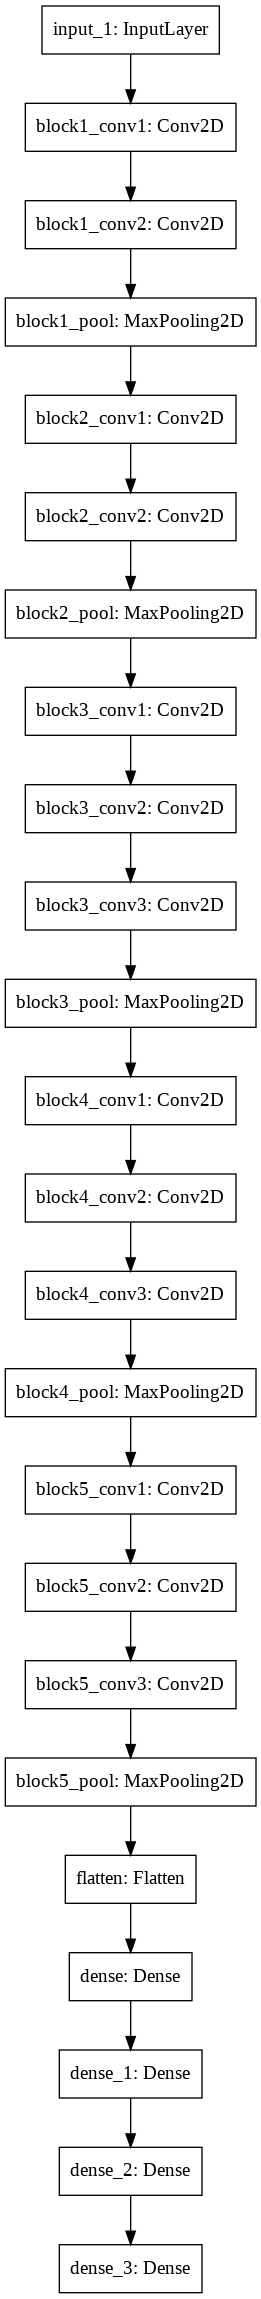 input_1: InputLayer
block1_conv1: Conv2D
block1_conv2: Conv2D
block1_pool: MaxPooling2D
block2_conv1: Conv2D
block2_conv2: Conv2D
block2_pool: MaxPooling2D
block3_conv1: Conv2D
block3_conv2: Conv2D
block3_conv3: Conv2D
block3_pool: MaxPooling2D
block4_conv1: Conv2D
block4_conv2: Conv2D
block4_conv3: Conv2D
block4_pool: MaxPooling2D
block5_conv1: Conv2D
block5_conv2: Conv2D
block5_conv3: Conv2D
block5_pool: MaxPooling2D
flatten: Flatten
dense: Dense
dense_1: Dense
dense_2: Dense
dense_3: Dense